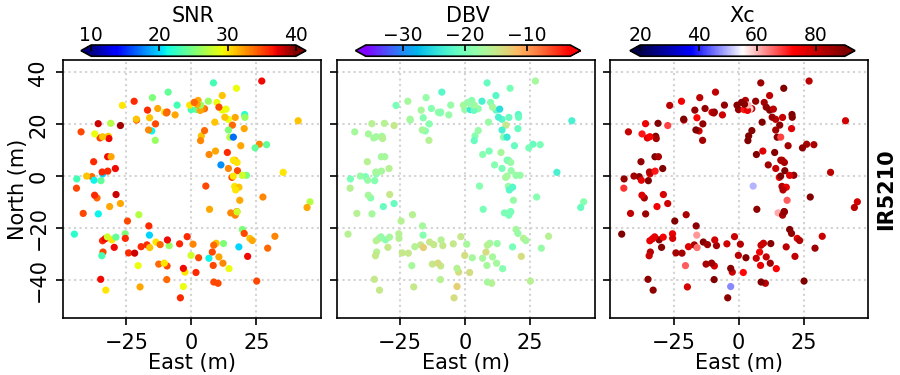 SNR DBV Xc
10 20 30 40 −30 −20 −10 20 40 60 80
40
20
0
−20
−40
North (m)
IR5210
−25 0 25 −25 0 25 −25 0 25
East (m) East (m) East (m)